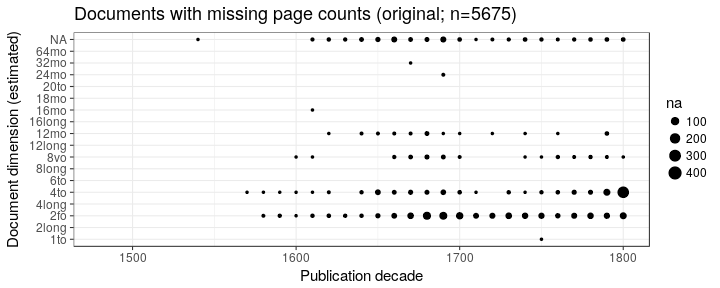 Documents with missing page counts (original; n=5675)
Document dimension (estimated)
NA
64mo
32mo
24mo
20to
18mo
16mo
16long
12mo
12long
8vo
8long
6to
4to
4long
2to
2long
1to
1500 1600 1700 1800
Publication decade
na
100
200
300
400